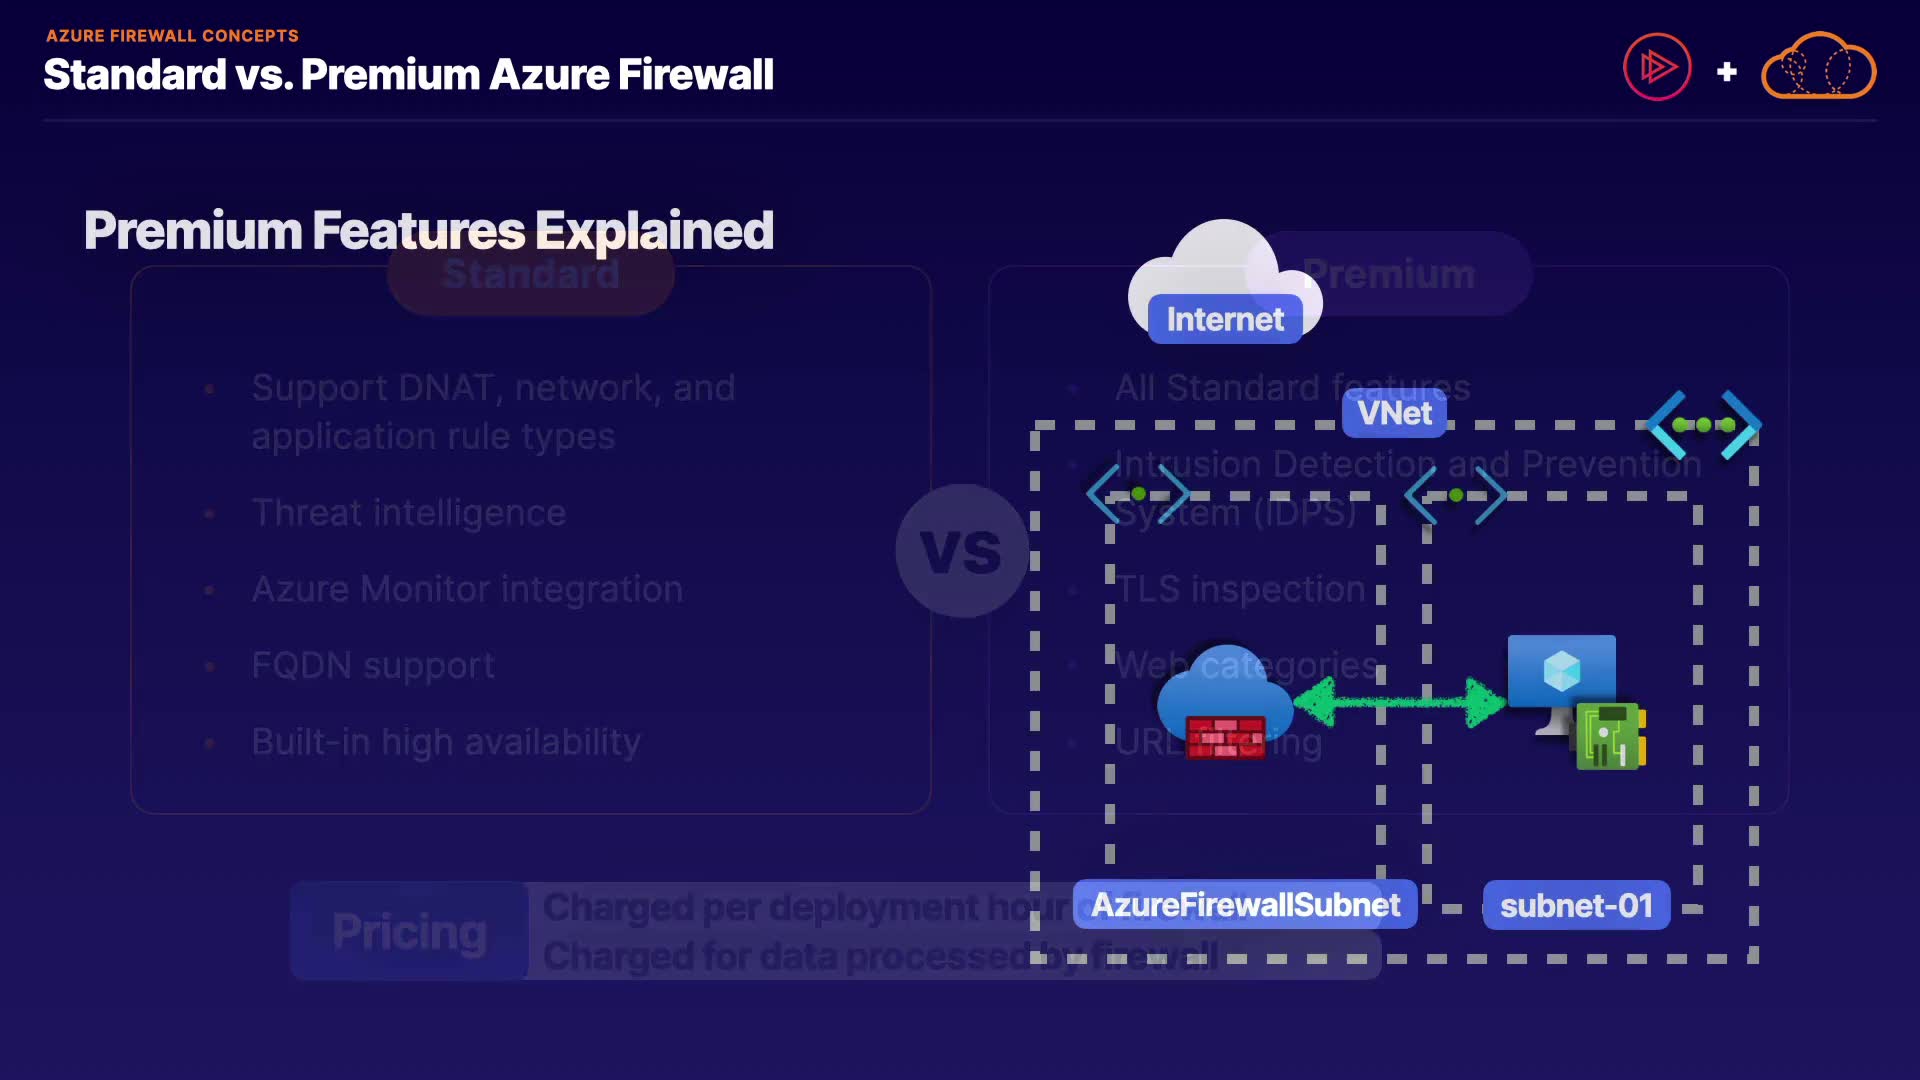 AZURE FIREWALL CONCEPTS
Standard vs. Premium Azure Firewall
Premium Features Explained
Standard
Support DNAT, network, and
application rule types
Threat intelligence
Azure Monitor integration
FQDN support
Built-in high availability
VS
Premium
All Standard features
Intrusion Detection and Prevention
System (IDPS)
TLS inspection
Web categories
URL filtering
Internet
VNet
AzureFirewallSubnet
subnet-01
Pricing
Charged per deployment hour of firewall
Charged for data processed by firewall